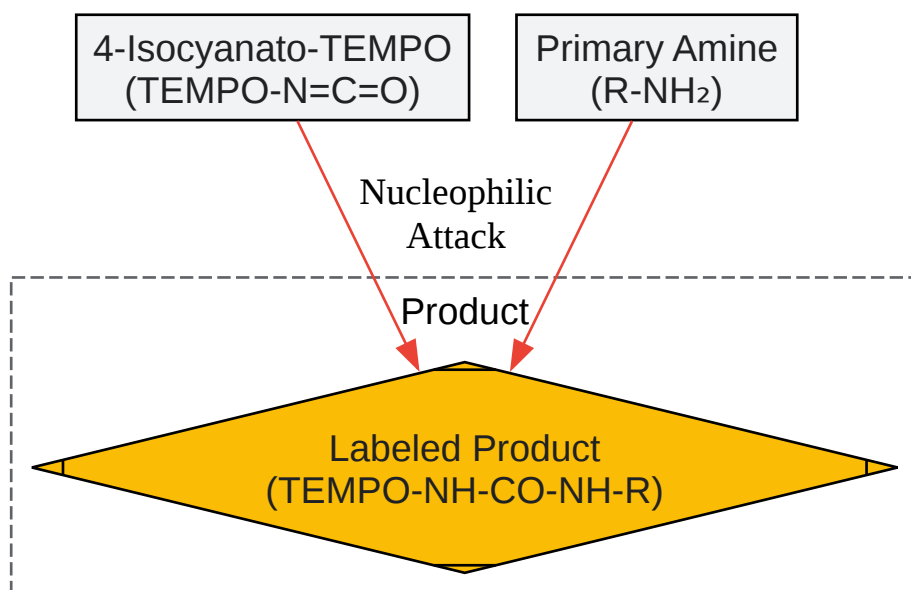 4-Isocyanato-TEMPO
(TEMPO-N=C=O)
Primary Amine
(R-NH₂)
Nucleophilic
Attack
Product
Labeled Product
(TEMPO-NH-CO-NH-R)